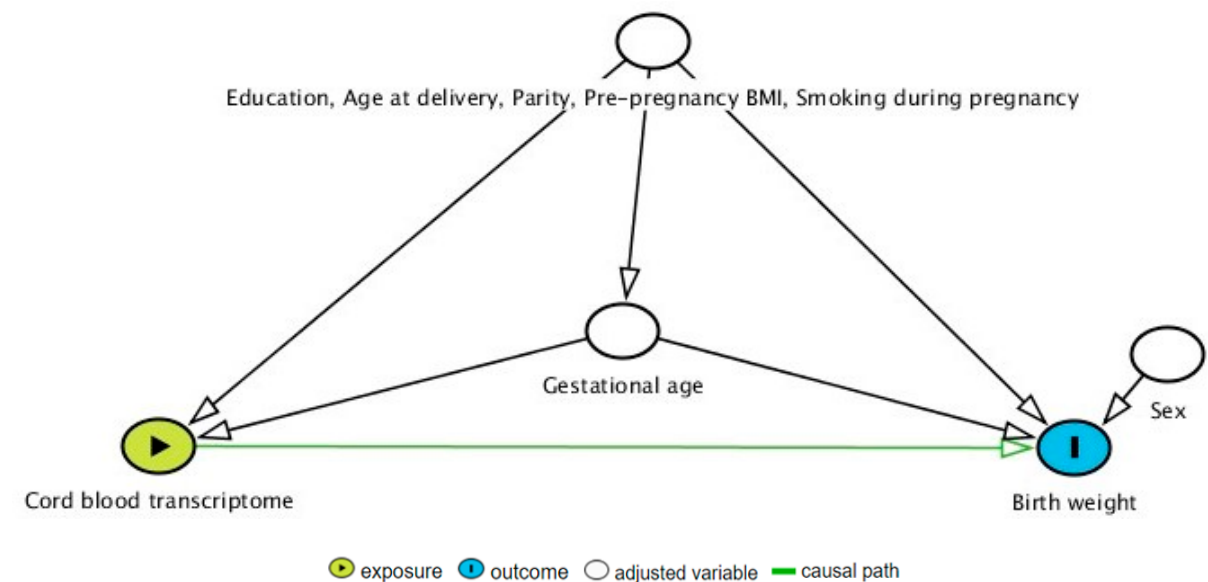 Education, Age at delivery, Parity, Pre-pregnancy BMI, Smoking during pregnancy
Gestational age
Sex
Cord blood transcriptome
Birth weight
exposure
outcome
adjusted variable
causal path